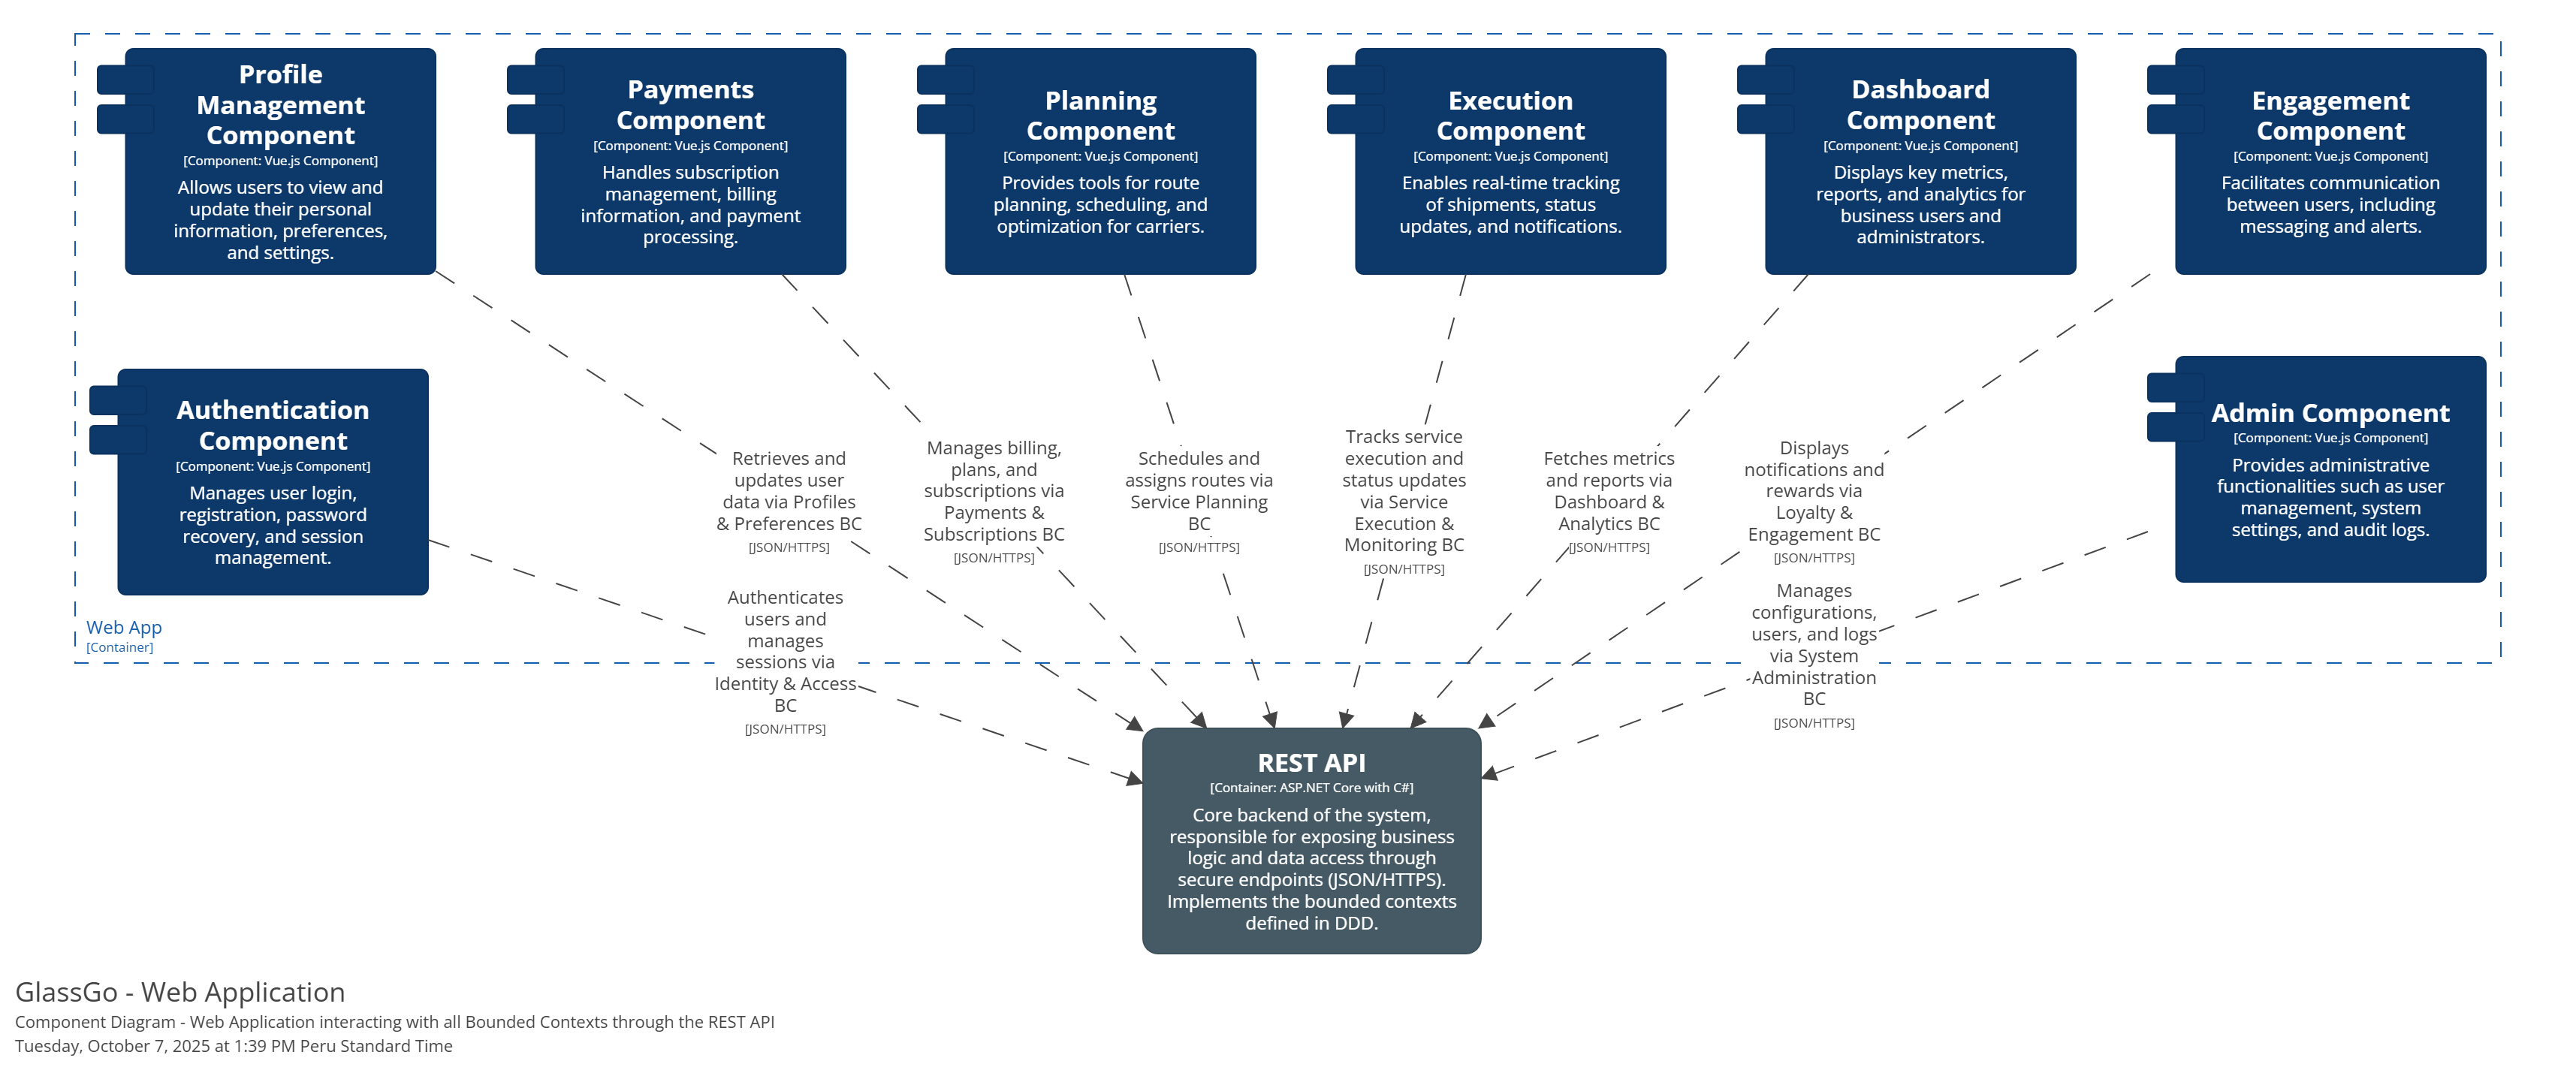 Profile
Management
Component
[Component: Vue.js Component]
Allows users to view and
update their personal
information, preferences,
and settings.
Payments
Component
[Component: Vue.js Component]
Handles subscription
management, billing
information, and payment
processing.
Planning
Component
[Component: Vue.js Component]
Provides tools for route
planning, scheduling, and
optimization for carriers.
Execution
Component
[Component: Vue.js Component]
Enables real-time tracking
of shipments, status
updates, and notifications.
Dashboard
Component
[Component: Vue.js Component]
Displays key metrics,
reports, and analytics for
business users and
administrators.
Engagement
Component
[Component: Vue.js Component]
Facilitates communication
between users, including
messaging and alerts.
Authentication
Component
[Component: Vue.js Component]
Manages user login,
registration, password
recovery, and session
management.
Admin Component
[Component: Vue.js Component]
Provides administrative
functionalities such as user
management, system
settings, and audit logs.
Retrieves and
updates user
data via Profiles
& Preferences BC
[JSON/HTTPS]
Manages billing,
plans, and
subscriptions via
Payments &
Subscriptions BC
[JSON/HTTPS]
Schedules and
assigns routes via
Service Planning
BC
[JSON/HTTPS]
Tracks service
execution and
status updates
via Service
Execution &
Monitoring BC
[JSON/HTTPS]
Fetches metrics
and reports via
Dashboard &
Analytics BC
[JSON/HTTPS]
Displays
notifications and
rewards via
Loyalty &
Engagement BC
[JSON/HTTPS]
Authenticates
users and
manages
sessions via
Identity & Access
BC
[JSON/HTTPS]
Manages
configurations,
users, and logs
via System
Administration
BC
[JSON/HTTPS]
Web App
[Container]
REST API
[Container: ASP.NET Core with C#]
Core backend of the system,
responsible for exposing business
logic and data access through
secure endpoints (JSON/HTTPS).
Implements the bounded contexts
defined in DDD.
GlassGo - Web Application
Component Diagram - Web Application interacting with all Bounded Contexts through the REST API
Tuesday, October 7, 2025 at 1:39 PM Peru Standard Time